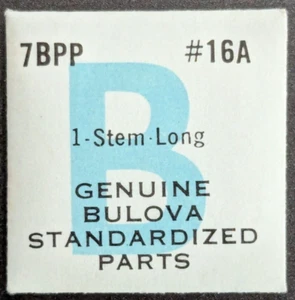 7BPP #16A
B
1-Stem-Long
GENUINE
BULOVA
STANDARDIZED
PARTS